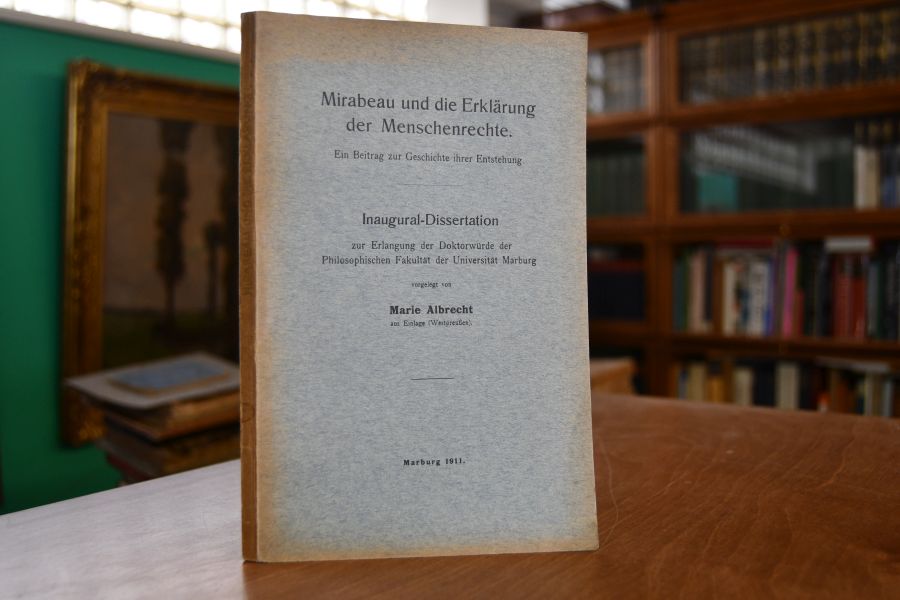 Mirabeau und die Erklärung
der Menschenrechte.
Ein Beitrag zur Geschichte ihrer Entstehung
Inaugural-Dissertation
zur Erlangung der Doktorwürde der
Philosophischen Fakultät der Universität Marburg
vorgelegt von
Marie Albrecht
aus Einlage (Westpreußen).
Marburg 1911.